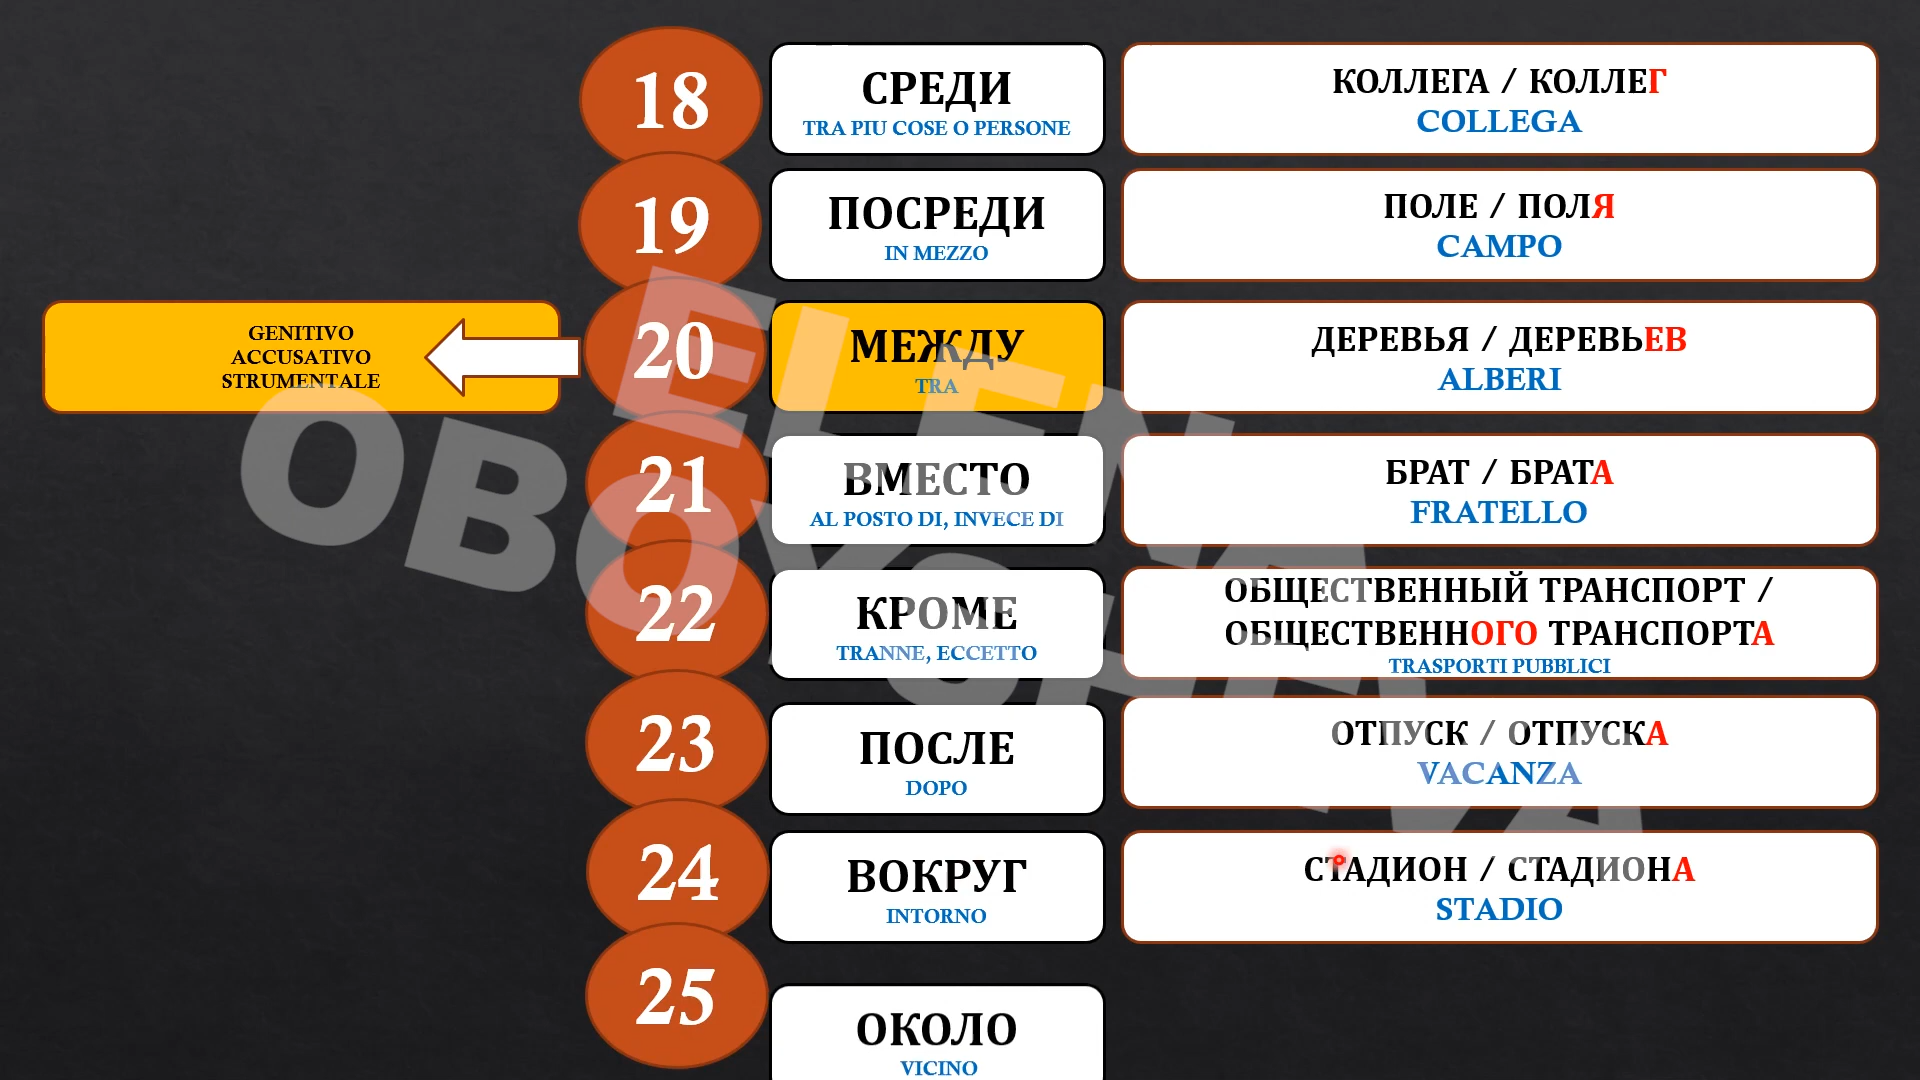 18
СРЕДИ
TRA PIU COSE O PERSONE
КОЛЛЕГА / КОЛЛЕГ
COLLEGA
19
ПОСРЕДИ
IN MEZZO
ПОЛЕ / ПОЛЯ
CAMPO
GENITIVO
ACCUSATIVO
STRUMENTALE
20
МЕЖДУ
TRA
ДЕРЕВЬЯ / ДЕРЕВЬЕВ
ALBERI
21
ВМЕСТО
AL POSTO DI, INVECE DI
БРАТ / БРАТА
FRATELLO
22
КРОМЕ
TRANNE, ECCETTO
ОБЩЕСТВЕННЫЙ ТРАНСПОРТ /
ОБЩЕСТВЕННОГО ТРАНСПОРТА
TRASPORTI PUBBLICI
23
ПОСЛЕ
DOPO
ОТПУСК / ОТПУСКА
VACANZA
24
ВОКРУГ
INTORNO
СТАДИОН / СТАДИОНА
STADIO
25
ОКОЛО
VICINO
ELENA